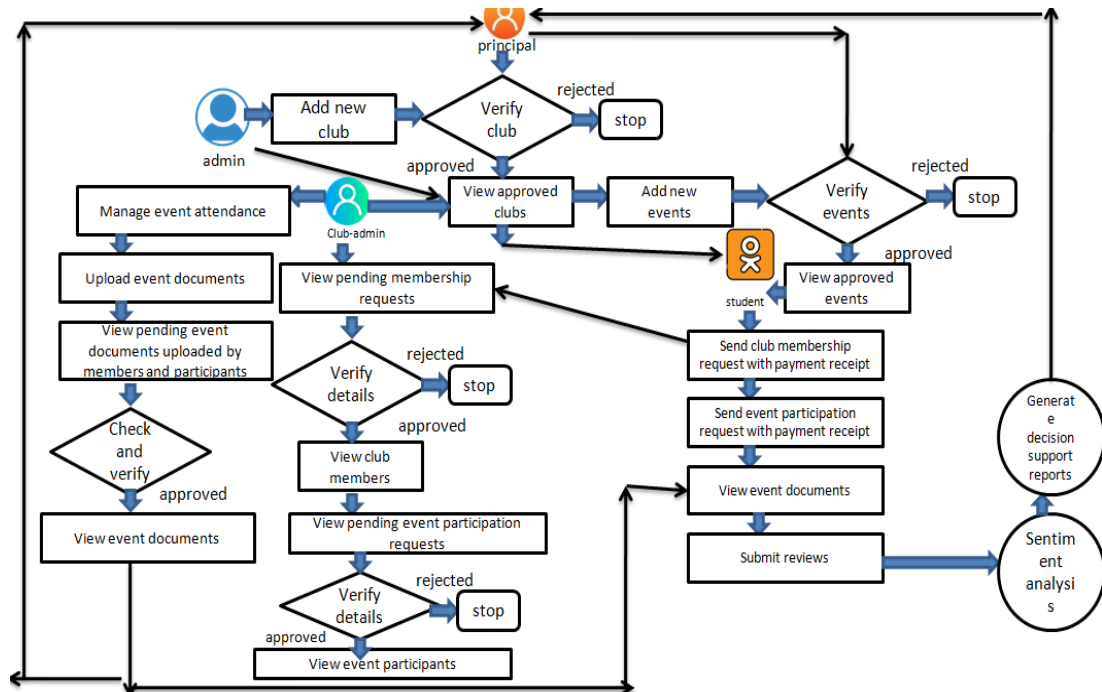 principal
rejected
Verify
club
stop
Add new
club
admin
approved
rejected
View approved
clubs
Add new
events
Verify
events
stop
Manage event attendance
Club-admin
approved
Upload event documents
View pending membership
requests
View approved
events
student
View pending event
documents uploaded by
members and participants
Send club membership
request with payment receipt
rejected
Verify
details
stop
Send event participation
request with payment receipt
Generat
e
decision
support
reports
Check
and
verify
approved
View club
members
approved
View event documents
View event documents
View pending event participation
requests
Submit reviews
Sentim
ent
analysi
s
rejected
Verify
details
stop
approved
View event participants